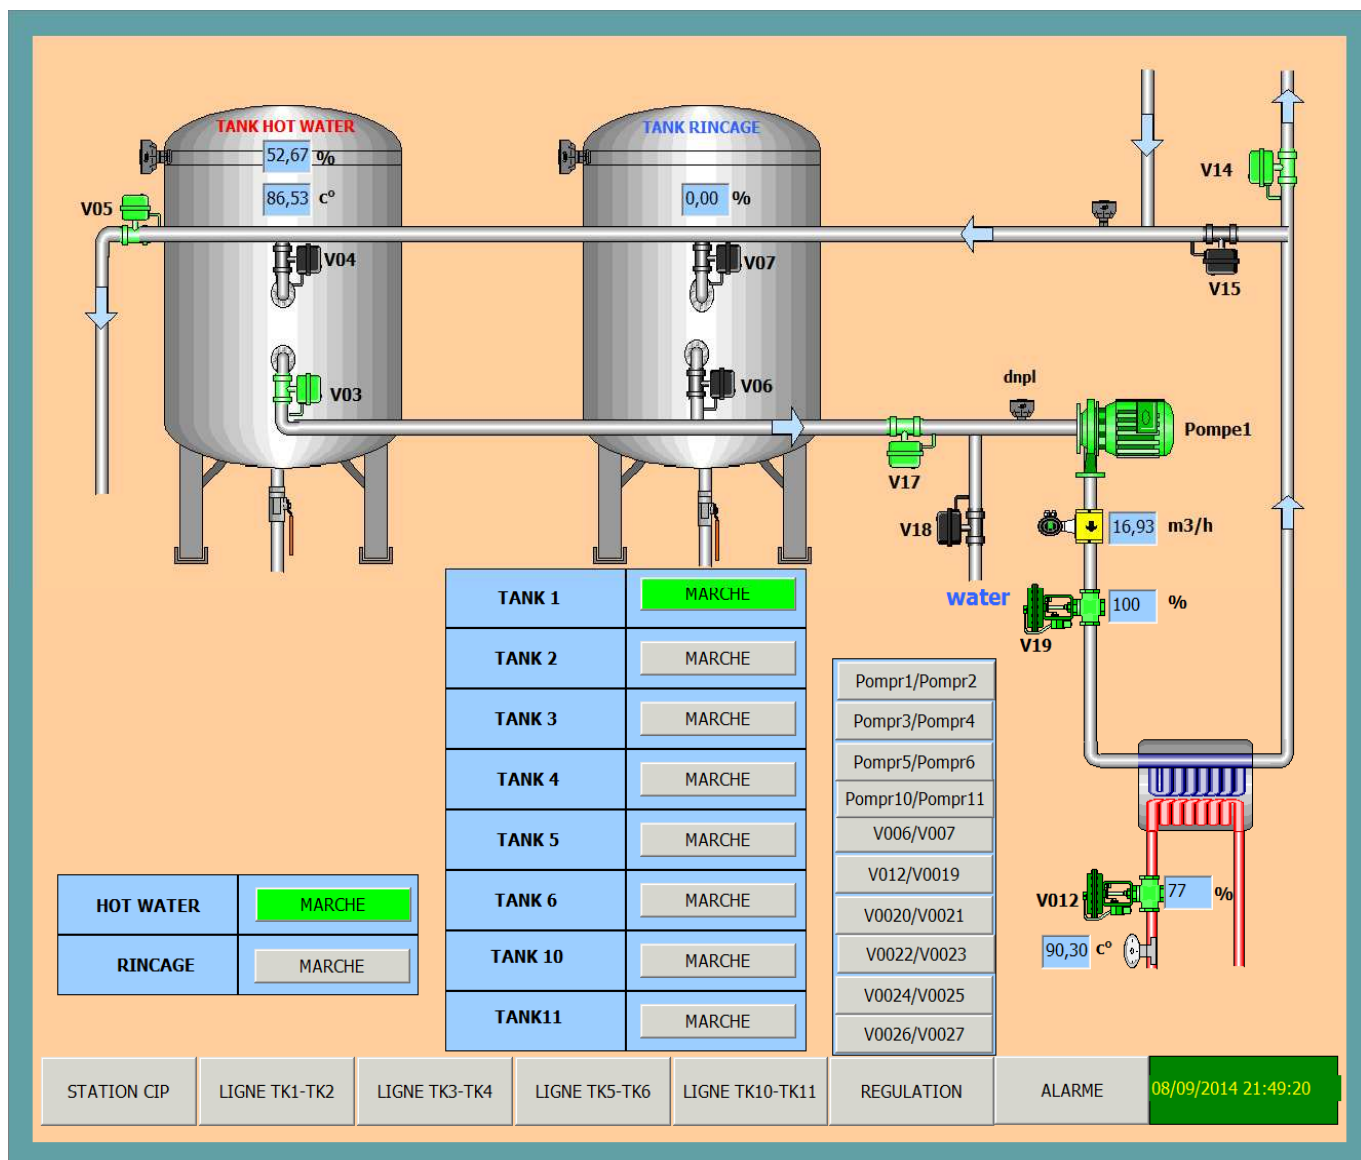 TANK HOT WATER
52,67 %
86,53 c°
TANK RINCAGE
0,00 %
V14
V05
V04
V07
V15
V03
V06
dnpl
Pompe1
V17
V18
16,93 m3/h
water
100 %
V19
TANK 1 MARCHE
TANK 2 MARCHE
TANK 3 MARCHE
TANK 4 MARCHE
TANK 5 MARCHE
TANK 6 MARCHE
TANK 10 MARCHE
TANK11 MARCHE
Pompr1/Pompr2
Pompr3/Pompr4
Pompr5/Pompr6
Pompr10/Pompr11
V006/V007
V012/V0019
V0020/V0021
V0022/V0023
V0024/V0025
V0026/V0027
V012
77 %
90,30 c°
HOT WATER MARCHE
RINCAGE MARCHE
STATION CIP
LIGNE TK1-TK2
LIGNE TK3-TK4
LIGNE TK5-TK6
LIGNE TK10-TK11
REGULATION
ALARME
08/09/2014 21:49:20